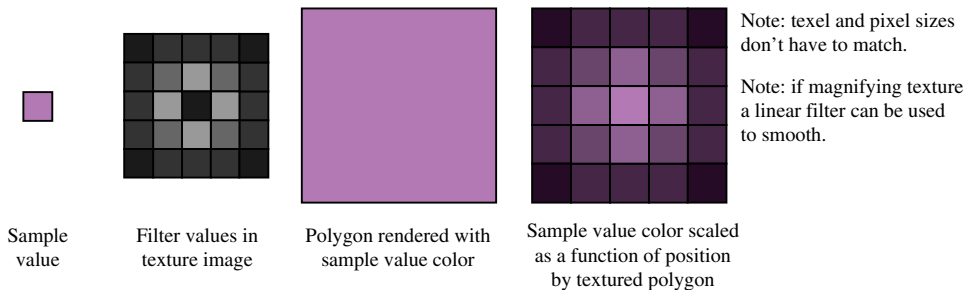 Note: texel and pixel sizes
don't have to match.
Note: if magnifying texture
a linear filter can be used
to smooth.
Sample
value
Filter values in
texture image
Polygon rendered with
sample value color
Sample value color scaled
as a function of position
by textured polygon